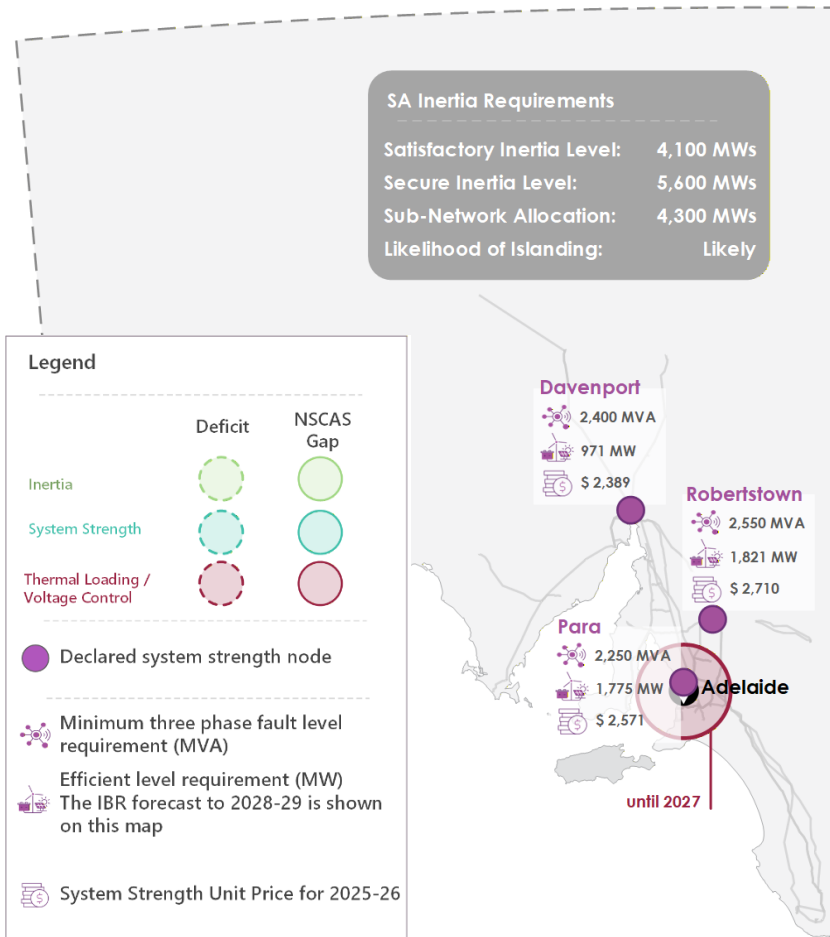 SA Inertia Requirements
Satisfactory Inertia Level: 4,100 MWs
Secure Inertia Level: 5,600 MWs
Sub-Network Allocation: 4,300 MWs
Likelihood of Islanding: Likely
Legend
Deficit
NSCAS
Gap
Inertia
System Strength
Thermal Loading /
Voltage Control
Declared system strength node
Minimum three phase fault level
requirement (MVA)
Efficient level requirement (MW)
The IBR forecast to 2028-29 is shown
on this map
System Strength Unit Price for 2025-26
Davenport
2,400 MVA
971 MW
$ 2,389
Robertstown
2,550 MVA
1,821 MW
$ 2,710
Para
2,250 MVA
1,775 MW
$ 2,571
Adelaide
until 2027